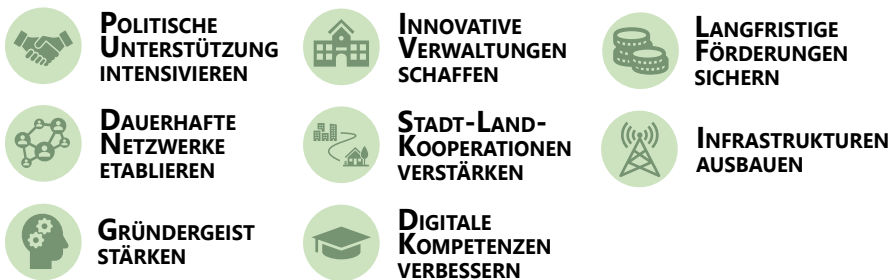 POLITISCHE
UNTERSTÜTZUNG
INTENSIVIEREN
INNOVATIVE
VERWALTUNGEN
SCHAFFEN
LANGFRISTIGE
FÖRDERUNGEN
SICHERN
DAUERHAFTE
NETZWERKE
ETABLIEREN
STADT-LAND-
KOOPERATIONEN
VERSTÄRKEN
INFRASTRUKTUREN
AUSBAUEN
GRÜNDERGEIST
STÄRKEN
DIGITALE
KOMPETENZEN
VERBESSERN